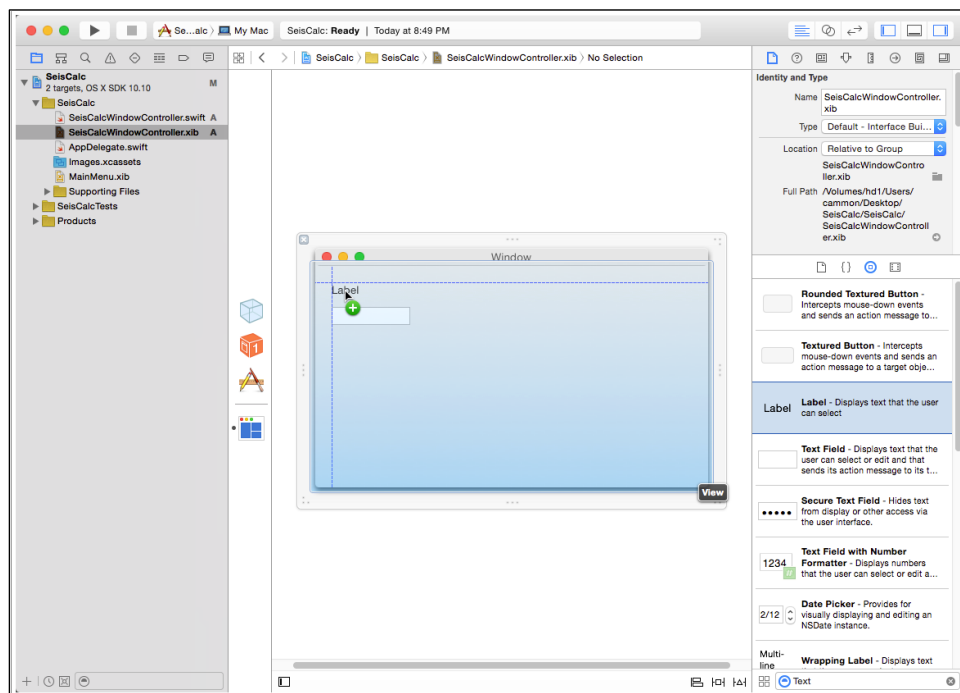 Se...alc 〉 My Mac
SeisCalc: Ready | Today at 8:49 PM
SeisCalc
2 targets, OS X SDK 10.10
M
SeisCalc
SeisCalcWindowController.swift A
SeisCalcWindowController.xib A
AppDelegate.swift
Images.xcassets
MainMenu.xib
Supporting Files
SeisCalcTests
Products
SeisCalc 〉 SeisCalc 〉 SeisCalcWindowController.xib 〉 No Selection
Window
Label
View
Identity and Type
Name SeisCalcWindowController.
xib
Type Default - Interface Bui...
Location Relative to Group
SeisCalcWindowContro
ller.xib
Full Path /Volumes/hd1/Users/
cammon/Desktop/
SeisCalc/SeisCalc/
SeisCalcWindowControll
er.xib
Rounded Textured Button -
Intercepts mouse-down events
and sends an action message to...
Textured Button - Intercepts
mouse-down events and sends an
action message to a target obje...
Label
Label - Displays text that the user
can select
Text Field - Displays text that the
user can select or edit and that
sends its action message to its t...
Secure Text Field - Hides text
from display or other access via
the user interface.
1234
Text Field with Number
Formatter - Displays numbers
that the user can select or edit a...
2/12
Date Picker - Provides for
visually displaying and editing an
NSDate instance.
Multi-
line
Wrapping Label - Displays text
Text